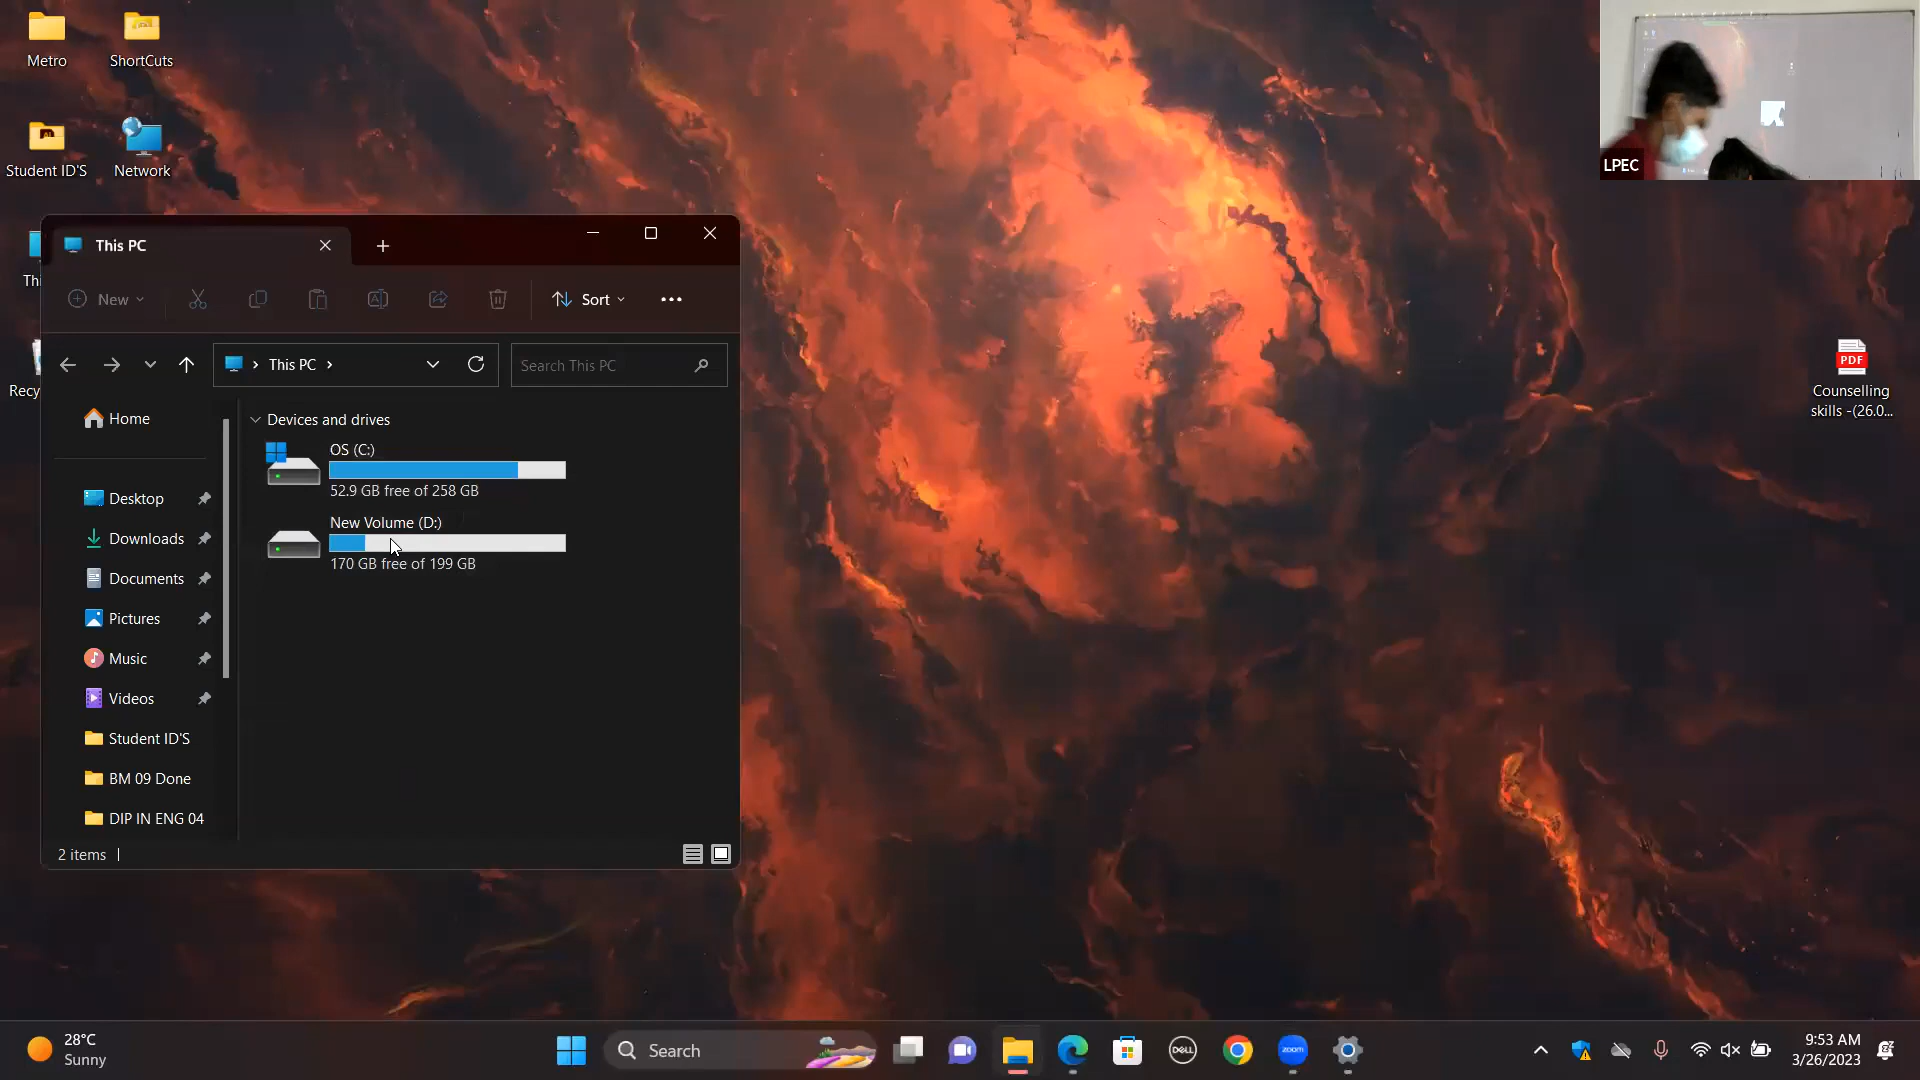 Metro
ShortCuts
Student ID'S
Network
LPEC
This PC
Th
New
Sort
This PC
Search This PC
Recy
Home
Devices and drives
OS (C:)
52.9 GB free of 258 GB
Desktop
New Volume (D:)
170 GB free of 199 GB
Downloads
Documents
Pictures
Music
Videos
Student ID'S
BM 09 Done
DIP IN ENG 04
2 items
PDF
Counselling
skills -(26.0...
28°C
Sunny
Search
DELL
zoom
9:53 AM
3/26/2023